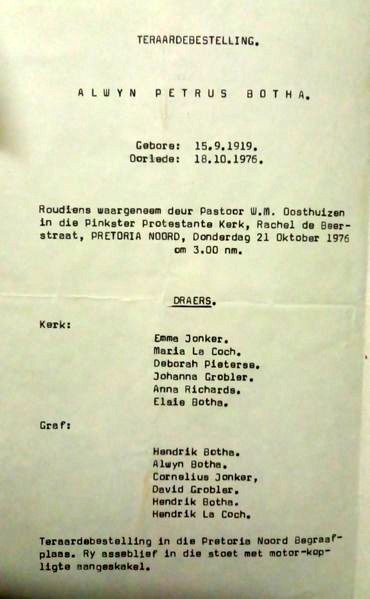 TERAARDEBESTELLING.
ALWYN PETRUS BOTHA.
Gebore: 15.9.1919.
Oorlede: 18.10.1976.
Roudiens waargeneem deur Pastoor W.M. Oosthuizen
in die Pinkster Protestante Kerk, Rachel de Beer-
straat, PRETORIA NOORD, Donderdag 21 Oktober 1976
om 3.00 nm.
DRAERS.
Kerk:
Emma Jonker.
Maria La Coch.
Deborah Pieterse.
Johanna Grobler.
Anna Richards.
Elsie Botha.
Graf:
Hendrik Botha.
Alwyn Botha.
Cornelius Jonker,
David Grobler.
Hendrik Botha.
Hendrik La Coch.
Teraardebestelling in die Pretoria Noord Begraaf-
plaas. Ry asseblief in die stoet met motor-kop-
ligte aangeskakel.